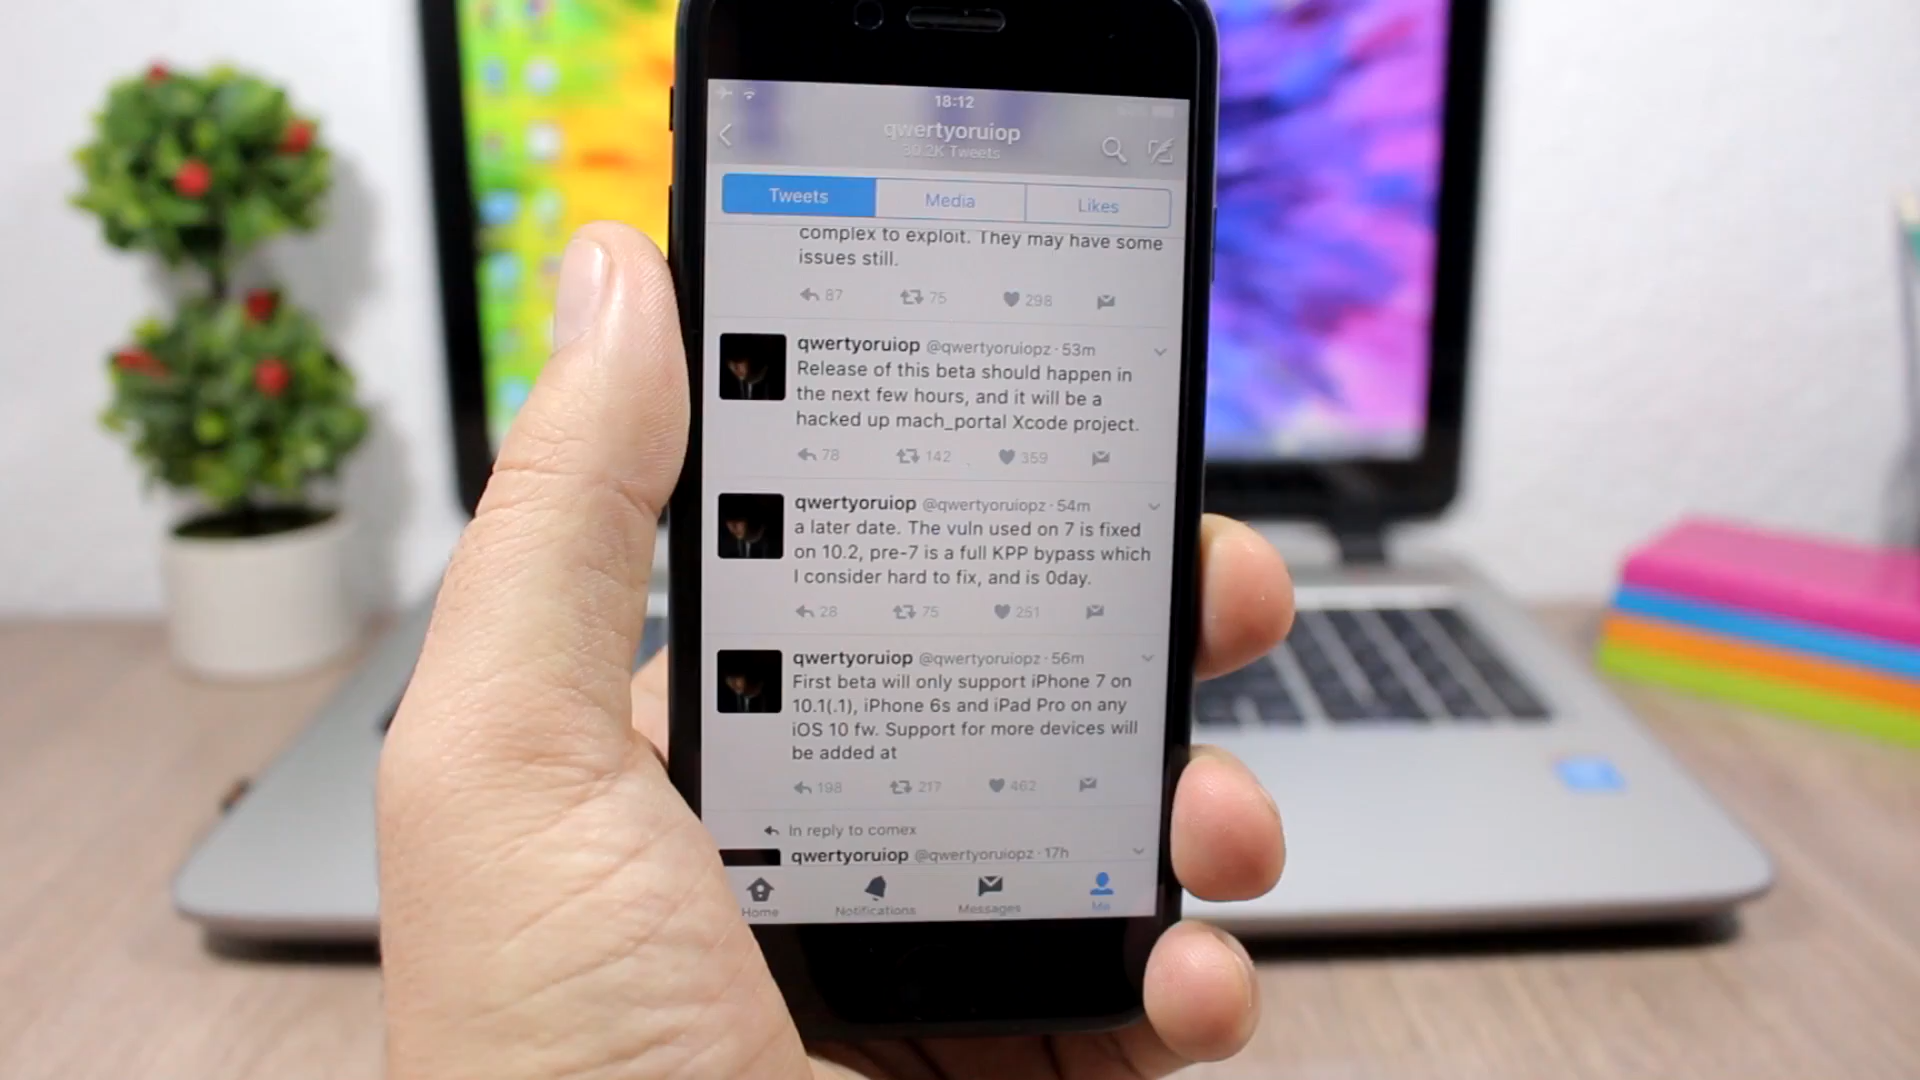 18:12
qwertyoruiop
30.2K Tweets
Tweets Media Likes
complex to exploit. They may have some
issues still.
87 75 298
qwertyoruiop @qwertyoruiopz · 53m
Release of this beta should happen in
the next few hours, and it will be a
hacked up mach_portal Xcode project.
78 142 359
qwertyoruiop @qwertyoruiopz · 54m
a later date. The vuln used on 7 is fixed
on 10.2, pre-7 is a full KPP bypass which
I consider hard to fix, and is 0day.
28 75 251
qwertyoruiop @qwertyoruiopz · 56m
First beta will only support iPhone 7 on
10.1(.1), iPhone 6s and iPad Pro on any
iOS 10 fw. Support for more devices will
be added at
198 217 462
In reply to comex
qwertyoruiop @qwertyoruiopz · 17h
Home Notifications Messages Me